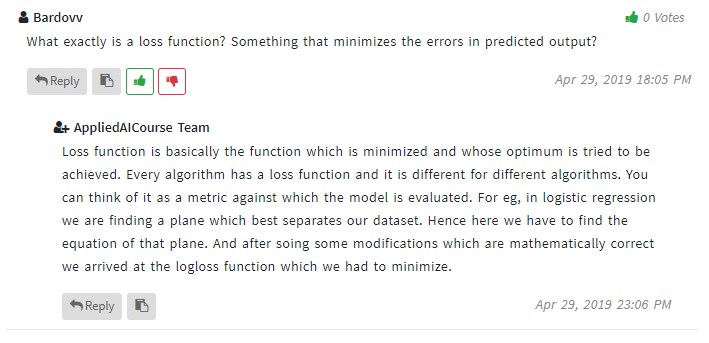 Bardovv
0 Votes
What exactly is a loss function? Something that minimizes the errors in predicted output?
Reply
Apr 29, 2019 18:05 PM
AppliedAICourse Team
Loss function is basically the function which is minimized and whose optimum is tried to be
achieved. Every algorithm has a loss function and it is different for different algorithms. You
can think of it as a metric against which the model is evaluated. For eg, in logistic regression
we are finding a plane which best separates our dataset. Hence here we have to find the
equation of that plane. And after soing some modifications which are mathematically correct
we arrived at the logloss function which we had to minimize.
Reply
Apr 29, 2019 23:06 PM